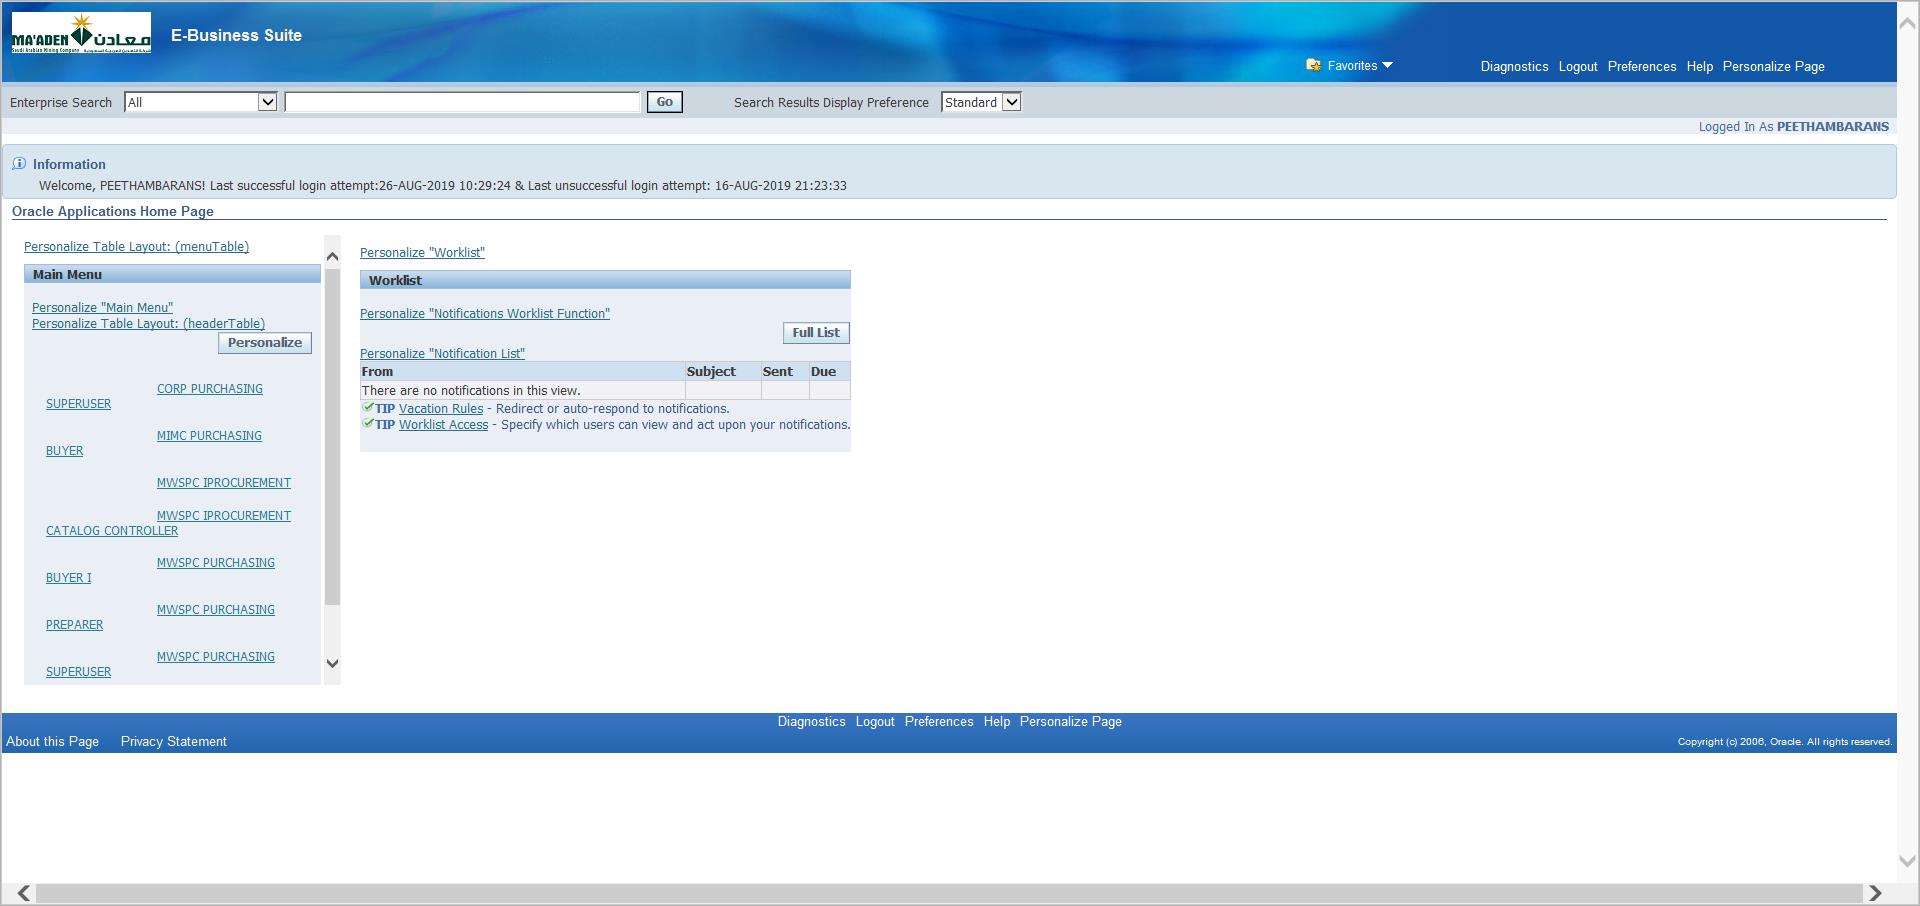 MA'ADEN معادن
Saudi Arabian Mining Company
E-Business Suite
Favorites
Diagnostics Logout Preferences Help Personalize Page
Enterprise Search All Go Search Results Display Preference Standard
Logged In As PEETHAMBARANS
Information
Welcome, PEETHAMBARANS! Last successful login attempt:26-AUG-2019 10:29:24 & Last unsuccessful login attempt: 16-AUG-2019 21:23:33
Oracle Applications Home Page
Personalize Table Layout: (menuTable)
Main Menu
Personalize "Main Menu"
Personalize Table Layout: (headerTable)
Personalize
CORP PURCHASING
SUPERUSER
MIMC PURCHASING
BUYER
MWSPC IPROCUREMENT
MWSPC IPROCUREMENT
CATALOG CONTROLLER
MWSPC PURCHASING
BUYER I
MWSPC PURCHASING
PREPARER
MWSPC PURCHASING
SUPERUSER
Personalize "Worklist"
Worklist
Personalize "Notifications Worklist Function"
Full List
Personalize "Notification List"
From Subject Sent Due
There are no notifications in this view.
TIP Vacation Rules - Redirect or auto-respond to notifications.
TIP Worklist Access - Specify which users can view and act upon your notifications.
Diagnostics Logout Preferences Help Personalize Page
About this Page Privacy Statement
Copyright (c) 2006, Oracle. All rights reserved.